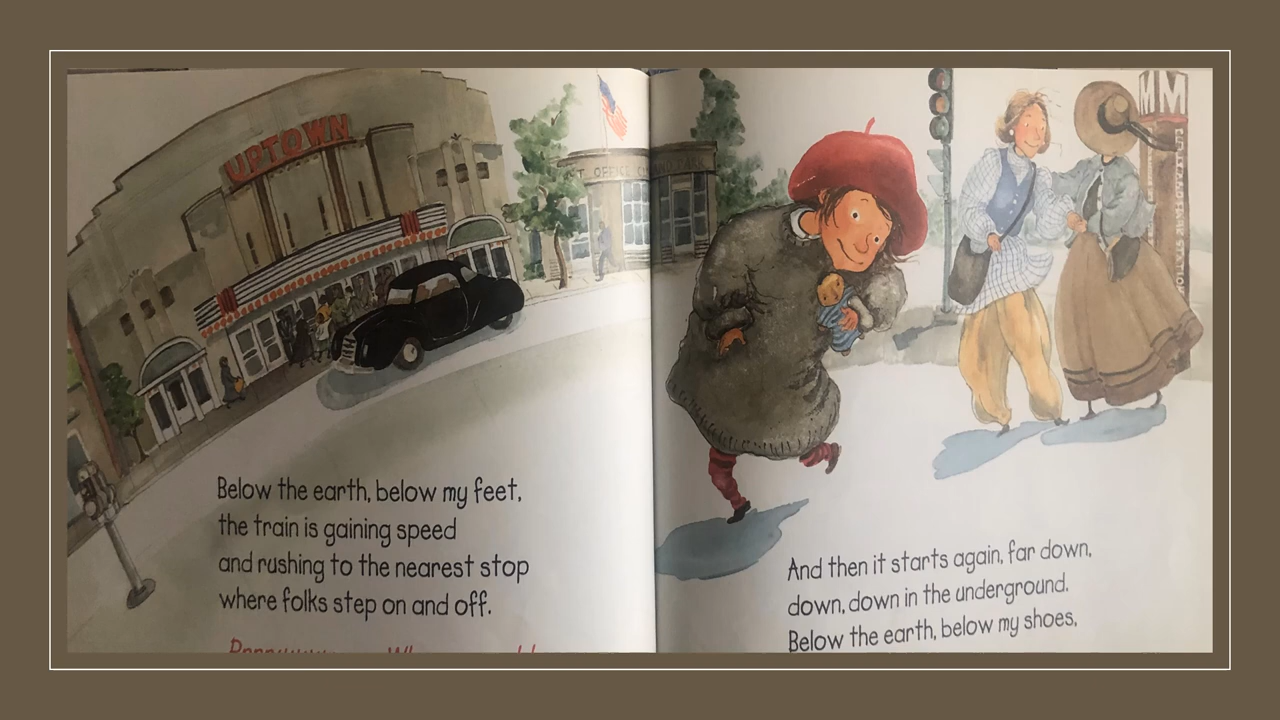 UPTOWN
Below the earth, below my feet,
the train is gaining speed
and rushing to the nearest stop
where folks step on and off.
MM
And then it starts again, far down,
down, down in the underground.
Below the earth, below my shoes,